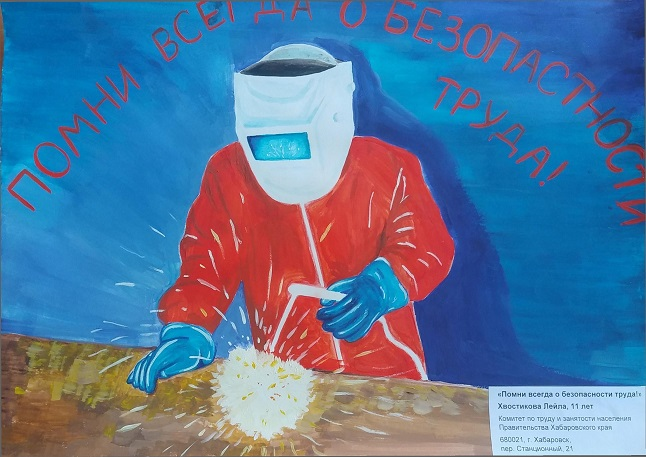 ПОМНИ ВСЕГДА О БЕЗОПАСТНОСТИ
ТРУДА!
«Помни всегда о безопасности труда!«
Хвостикова Лейла, 11 лет
Комитет по труду и занятости населения
Правительства Хабаровского края
680021, г. Хабаровск,
пер. Станционный, 21